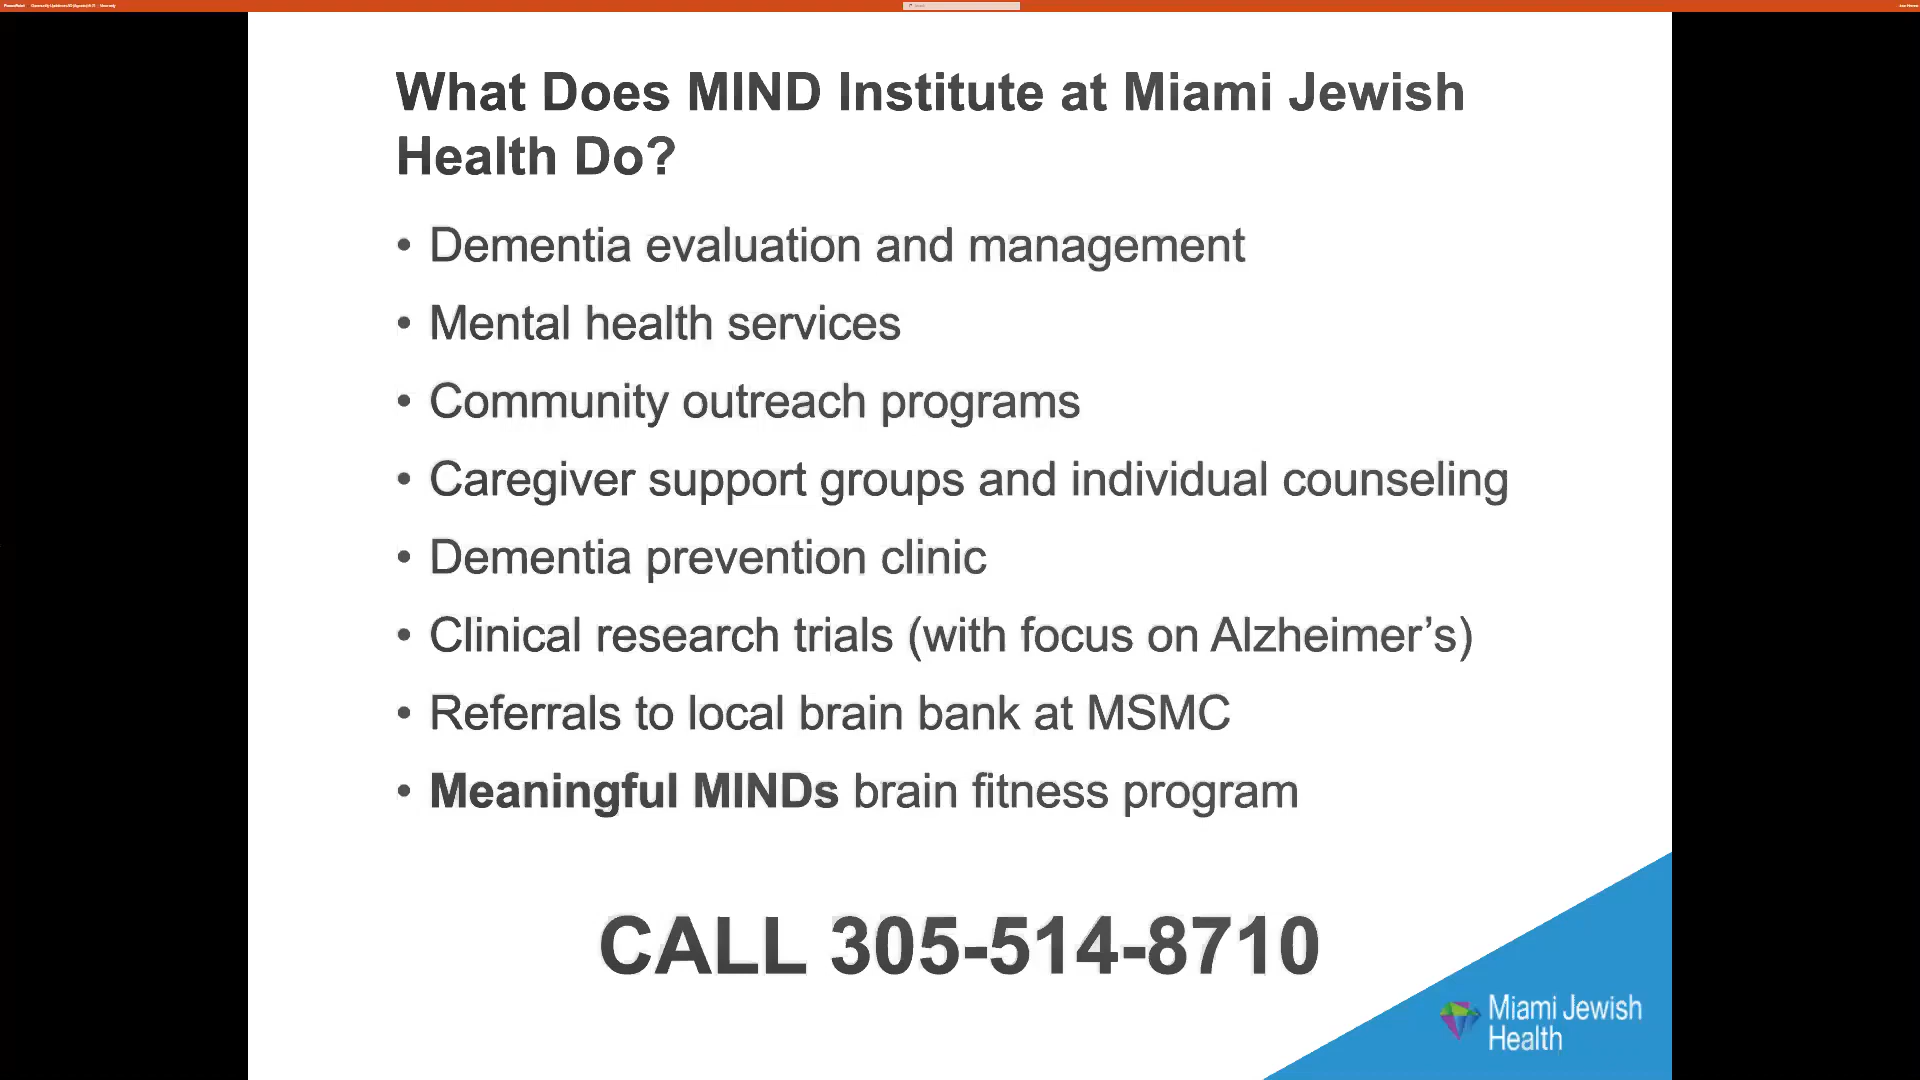 What Does MIND Institute at Miami Jewish
Health Do?
• Dementia evaluation and management
• Mental health services
• Community outreach programs
• Caregiver support groups and individual counseling
• Dementia prevention clinic
• Clinical research trials (with focus on Alzheimer’s)
• Referrals to local brain bank at MSMC
• Meaningful MINDs brain fitness program
CALL 305-514-8710
Miami Jewish
Health